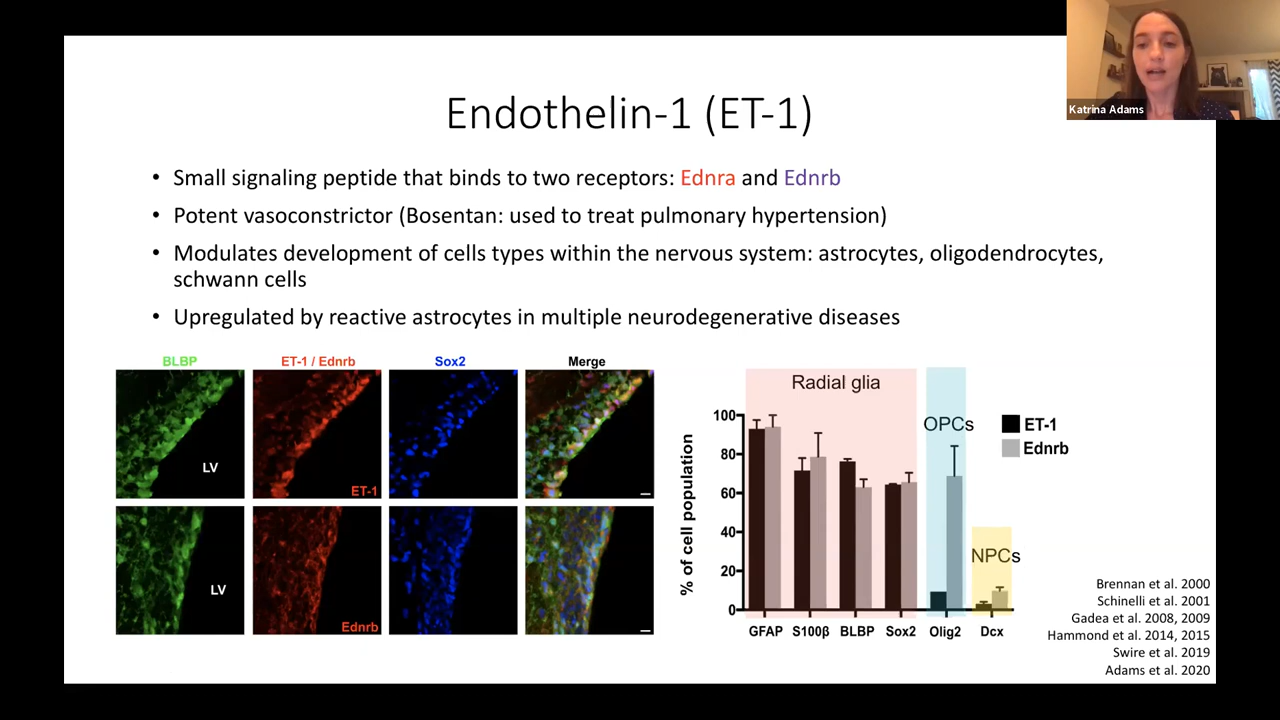 Katrina Adams
Endothelin-1 (ET-1)
• Small signaling peptide that binds to two receptors: Ednra and Ednrb
• Potent vasoconstrictor (Bosentan: used to treat pulmonary hypertension)
• Modulates development of cells types within the nervous system: astrocytes, oligodendrocytes,
schwann cells
• Upregulated by reactive astrocytes in multiple neurodegenerative diseases
BLBP
ET-1 / Ednrb
Sox2
Merge
LV
ET-1
LV
Ednrb
Radial glia
OPCs
NPCs
ET-1
Ednrb
% of cell population
100
80
60
40
20
0
GFAP
S100β
BLBP
Sox2
Olig2
Dcx
Brennan et al. 2000
Schinelli et al. 2001
Gadea et al. 2008, 2009
Hammond et al. 2014, 2015
Swire et al. 2019
Adams et al. 2020